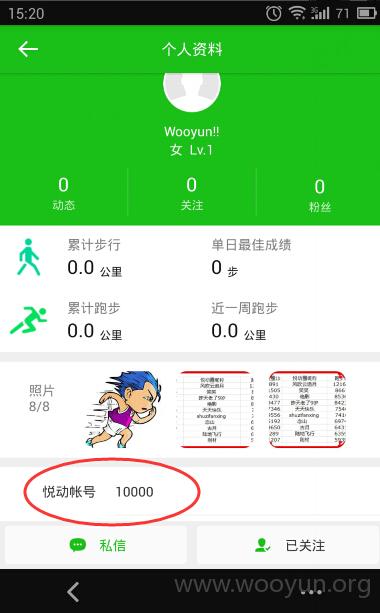 15:20
3G
71
个人资料
Wooyun!!
女 Lv.1
0
0
0
动态
关注
粉丝
累计步行
单日最佳成绩
0.0 公里
0 步
累计跑步
近一周跑步
0.0 公里
0.0 公里
照片
8/8
悦动帐号 10000
私信
已关注
www.wooyun.org